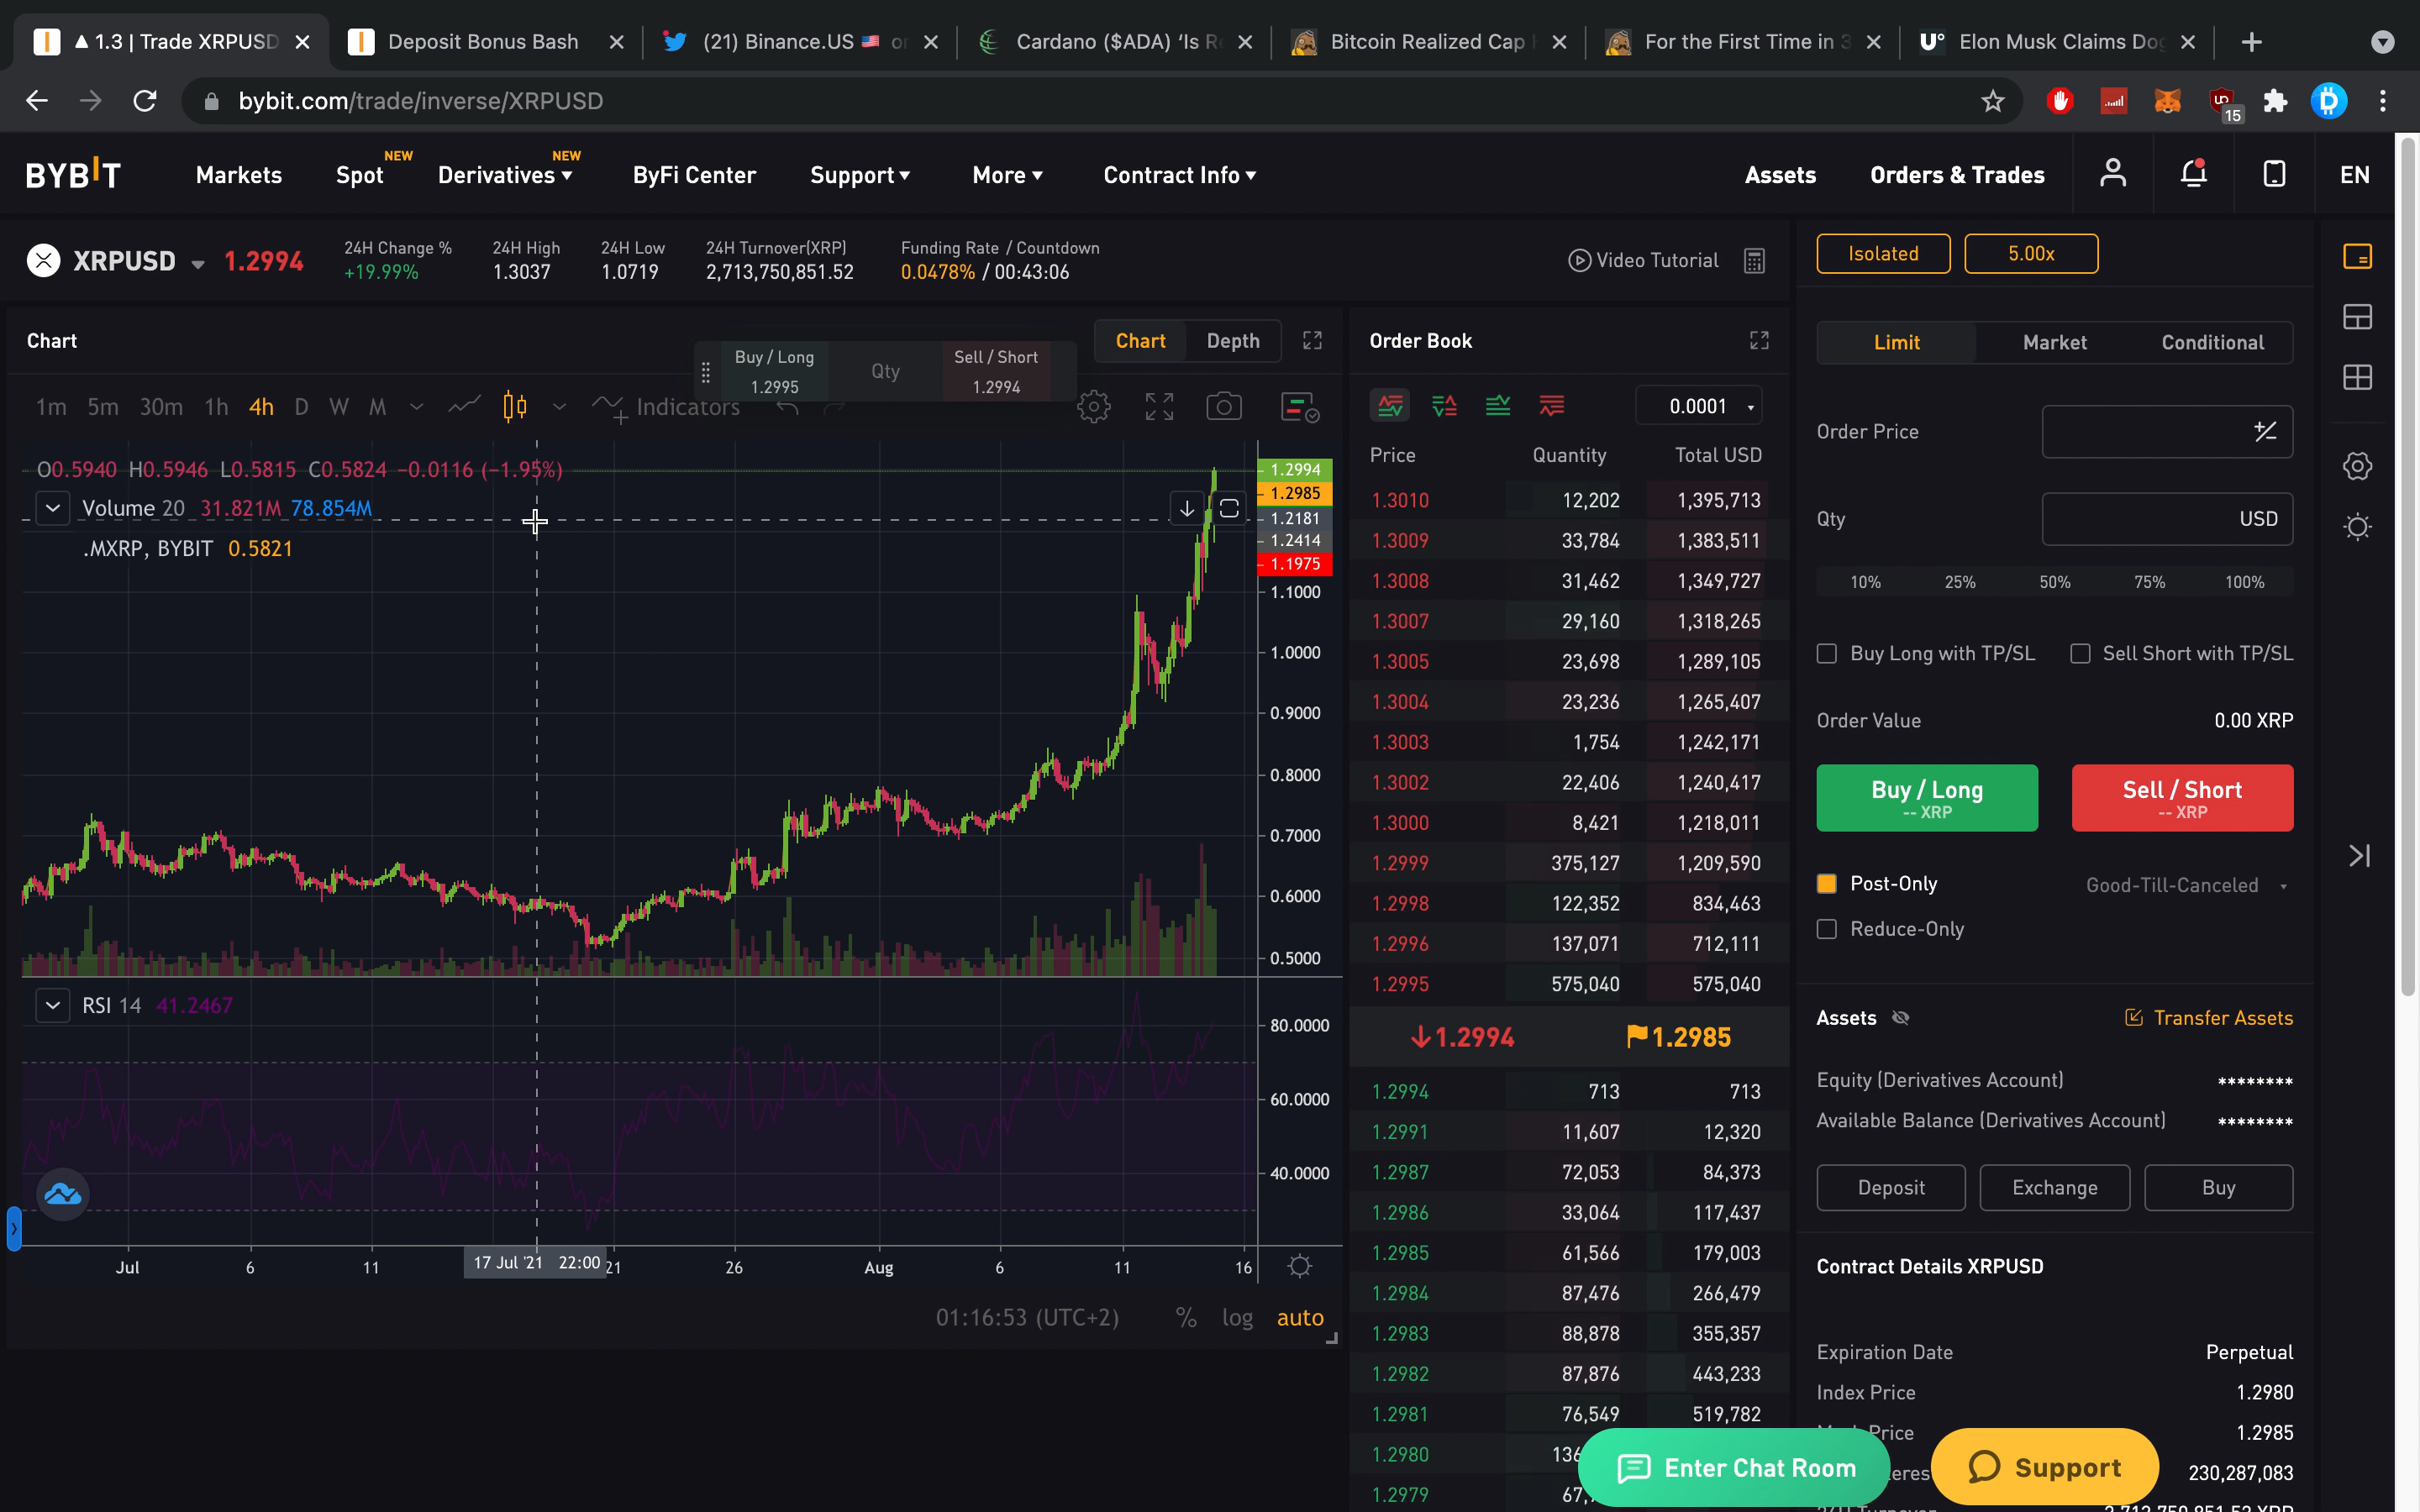 1.3 | Trade XRPUSD
Deposit Bonus Bash
(21) Binance.US 🇺🇸 or
Cardano ($ADA) ‘Is R
Bitcoin Realized Cap
For the First Time in 3
U° Elon Musk Claims Dog
bybit.com/trade/inverse/XRPUSD
15
BYBIT
Markets
Spot NEW
Derivatives NEW
ByFi Center
Support
More
Contract Info
Assets
Orders & Trades
EN
XRPUSD 1.2994
24H Change %
+19.99%
24H High
1.3037
24H Low
1.0719
24H Turnover(XRP)
2,713,750,851.52
Funding Rate / Countdown
0.0478% / 00:43:06
Video Tutorial
Chart
Chart Depth
Buy / Long
1.2995
Qty
Sell / Short
1.2994
1m 5m 30m 1h 4h D W M Indicators
O0.5940 H0.5946 L0.5815 C0.5824 −0.0116 (−1.95%)
Volume 20 31.821M 78.854M
.MXRP, BYBIT 0.5821
1.2994
1.2985
1.2181
1.2414
1.1975
1.1000
1.0000
0.9000
0.8000
0.7000
0.6000
0.5000
RSI 14 41.2467
80.0000
60.0000
40.0000
Jul 6 11 17 Jul '21 22:00 21 26 Aug 6 11 16
01:16:53 (UTC+2) % log auto
Order Book
0.0001
Price Quantity Total USD
1.3010 12,202 1,395,713
1.3009 33,784 1,383,511
1.3008 31,462 1,349,727
1.3007 29,160 1,318,265
1.3005 23,698 1,289,105
1.3004 23,236 1,265,407
1.3003 1,754 1,242,171
1.3002 22,406 1,240,417
1.3000 8,421 1,218,011
1.2999 375,127 1,209,590
1.2998 122,352 834,463
1.2996 137,071 712,111
1.2995 575,040 575,040
1.2994 1.2985
1.2994 713 713
1.2991 11,607 12,320
1.2987 72,053 84,373
1.2986 33,064 117,437
1.2985 61,566 179,003
1.2984 87,476 266,479
1.2983 88,878 355,357
1.2982 87,876 443,233
1.2981 76,549 519,782
1.2980 136
1.2979 67,
Isolated 5.00x
Limit Market Conditional
Order Price
Qty USD
10% 25% 50% 75% 100%
Buy Long with TP/SL
Sell Short with TP/SL
Order Value 0.00 XRP
Buy / Long
-- XRP
Sell / Short
-- XRP
Post-Only
Good-Till-Canceled
Reduce-Only
Assets Transfer Assets
Equity (Derivatives Account) ********
Available Balance (Derivatives Account) ********
Deposit Exchange Buy
Contract Details XRPUSD
Expiration Date Perpetual
Index Price 1.2980
Price 1.2985
230,287,083
2,713,750,851.52 XRP
Enter Chat Room
Support